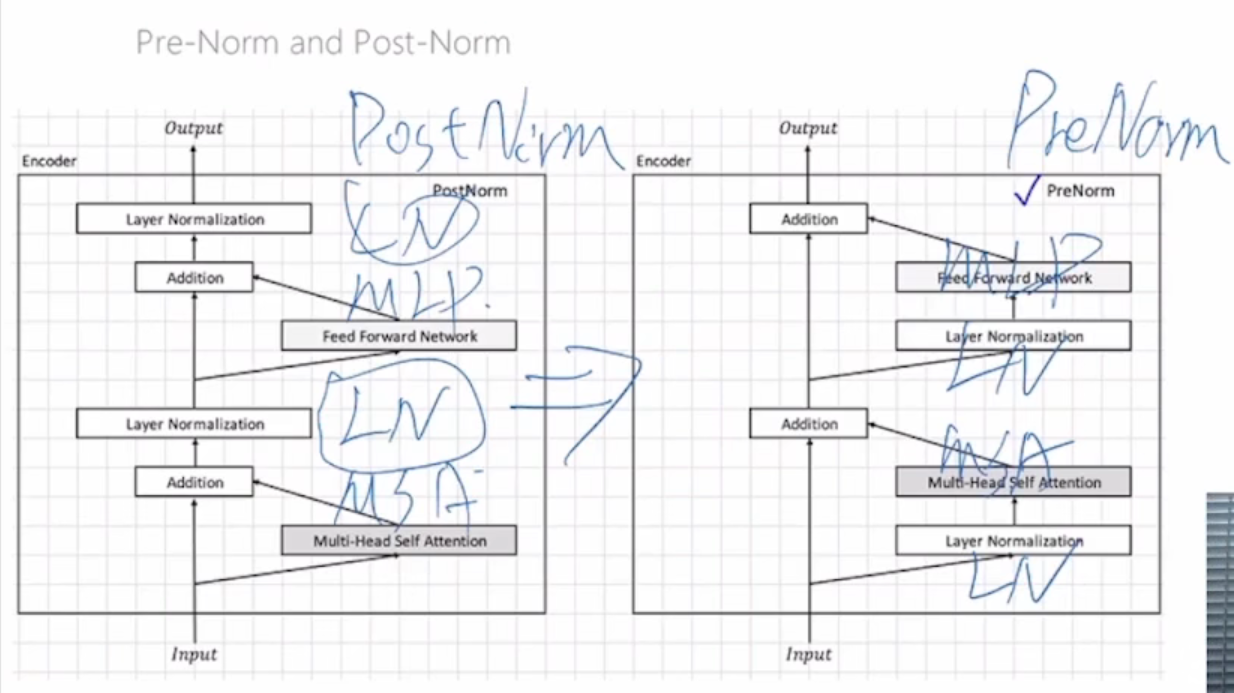 Pre-Norm and Post-Norm
Output
PostNorm
Encoder
PostNorm
Layer Normalization
LN
Addition
MLP.
Feed Forward Network
Layer Normalization
LN
Addition
MSA
Multi-Head Self Attention
Input
Output
PreNorm
Encoder
✓ PreNorm
Addition
MLP
Feed Forward Network
Layer Normalization
LN
Addition
MSA
Multi-Head Self Attention
Layer Normalization
LN
Input